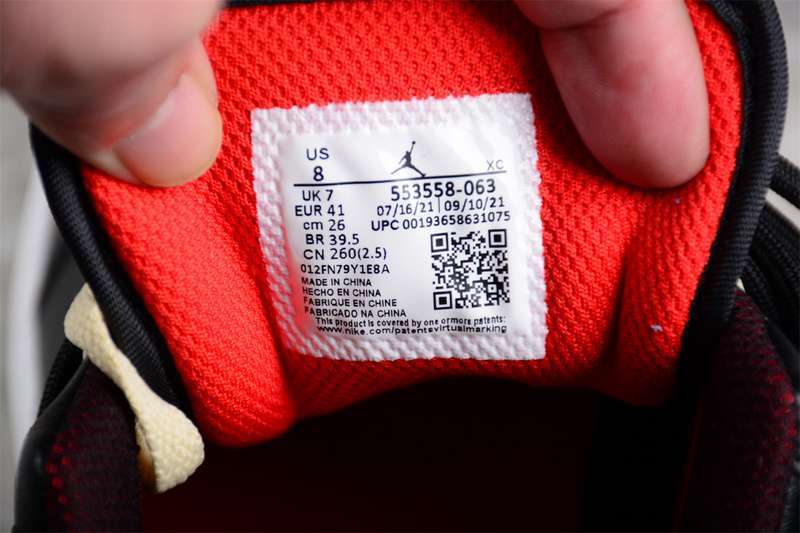 US
8
XC
UK 7
553558-063
EUR 41
07/16/21 | 09/10/21
cm 26
UPC 00193658631075
BR 39.5
CN 260(2.5)
012FN79Y1E8A
MADE IN CHINA
HECHO EN CHINA
FABRIQUE EN CHINE
FABRICADO NA CHINA
This product is covered by one or more patents:
www.nike.com/patentsvirtualmarking